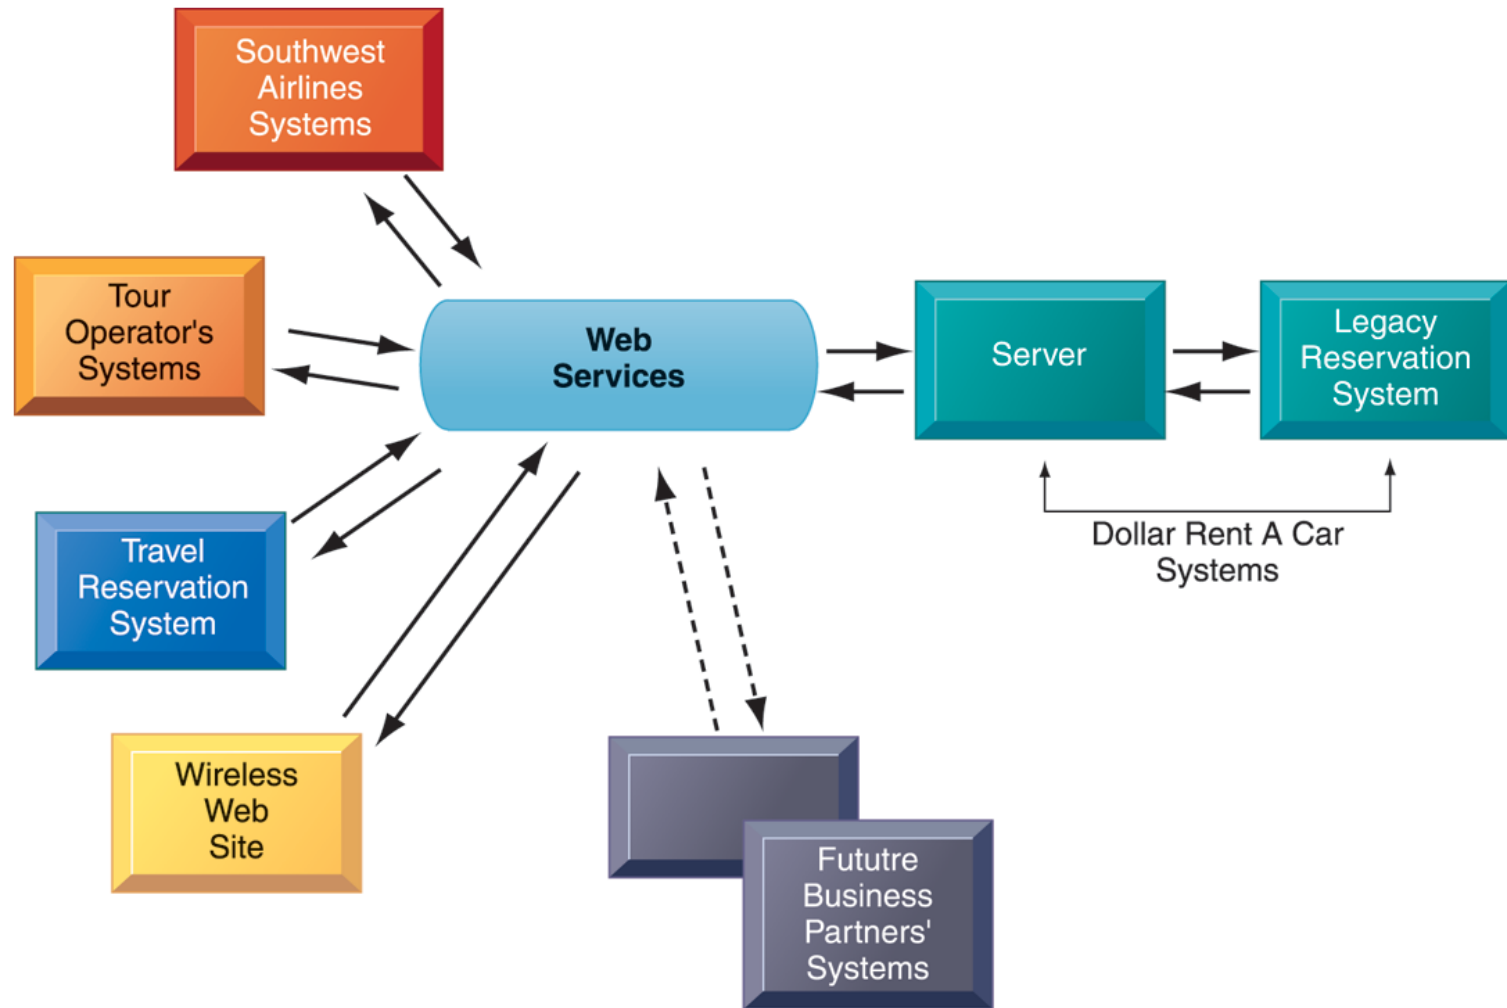 Southwest
Airlines
Systems
Tour
Operator's
Systems
Web
Services
Server
Legacy
Reservation
System
Dollar Rent A Car
Systems
Travel
Reservation
System
Wireless
Web
Site
Fututre
Business
Partners'
Systems